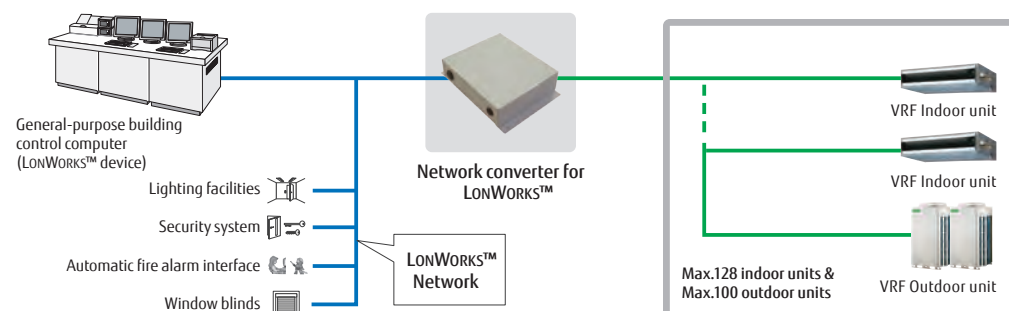 General-purpose building
control computer
(LONWORKS™ device)
Lighting facilities
Security system
Automatic fire alarm interface
Window blinds
LONWORKS™
Network
Network converter for
LONWORKS™
VRF Indoor unit
VRF Indoor unit
Max.128 indoor units &
Max.100 outdoor units
VRF Outdoor unit